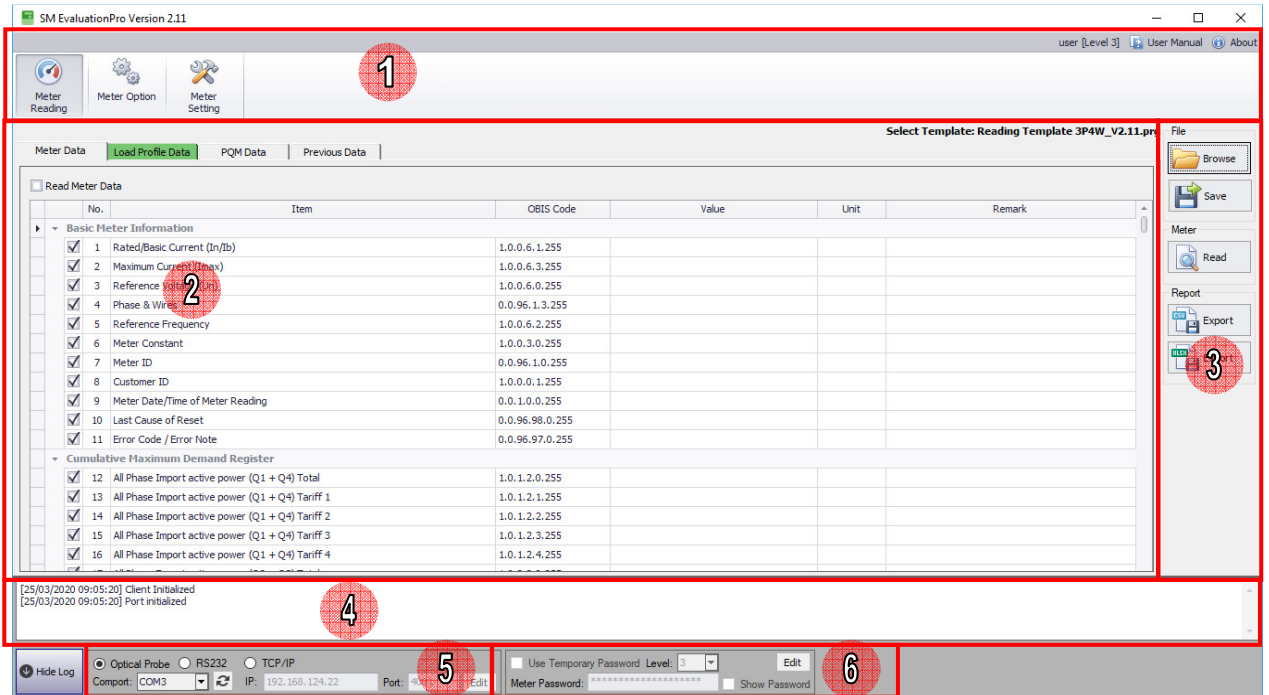 SM EvaluationPro Version 2.11
user [Level 3] User Manual About
1
Meter Reading
Meter Option
Meter Setting
Select Template: Reading Template 3P4W_V2.11.pr
Meter Data Load Profile Data PQM Data Previous Data
Read Meter Data
No. Item OBIS Code Value Unit Remark
Basic Meter Information
1 Rated/Basic Current (In/Ib) 1.0.0.6.1.255
2 Maximum Current (Imax) 1.0.0.6.3.255
3 Reference Voltage (Un) 1.0.0.6.0.255
2
4 Phase & Wires 0.0.96.1.3.255
5 Reference Frequency 1.0.0.6.2.255
6 Meter Constant 1.0.0.3.0.255
7 Meter ID 0.0.96.1.0.255
8 Customer ID 1.0.0.0.1.255
9 Meter Date/Time of Meter Reading 0.0.1.0.0.255
10 Last Cause of Reset 0.0.96.98.0.255
11 Error Code / Error Note 0.0.96.97.0.255
Cumulative Maximum Demand Register
12 All Phase Import active power (Q1 + Q4) Total 1.0.1.2.0.255
13 All Phase Import active power (Q1 + Q4) Tariff 1 1.0.1.2.1.255
14 All Phase Import active power (Q1 + Q4) Tariff 2 1.0.1.2.2.255
15 All Phase Import active power (Q1 + Q4) Tariff 3 1.0.1.2.3.255
16 All Phase Import active power (Q1 + Q4) Tariff 4 1.0.1.2.4.255
File
Browse
Save
Meter
Read
Report
CSV Export
XLSX Export
3
[25/03/2020 09:05:20] Client Initialized
[25/03/2020 09:05:20] Port initialized
4
Hide Log
Optical Probe RS232 TCP/IP
Comport: COM3 IP: 192.168.124.22 Port: Edit
5
Use Temporary Password Level: 3 Edit
Meter Password: ******************** Show Password
6